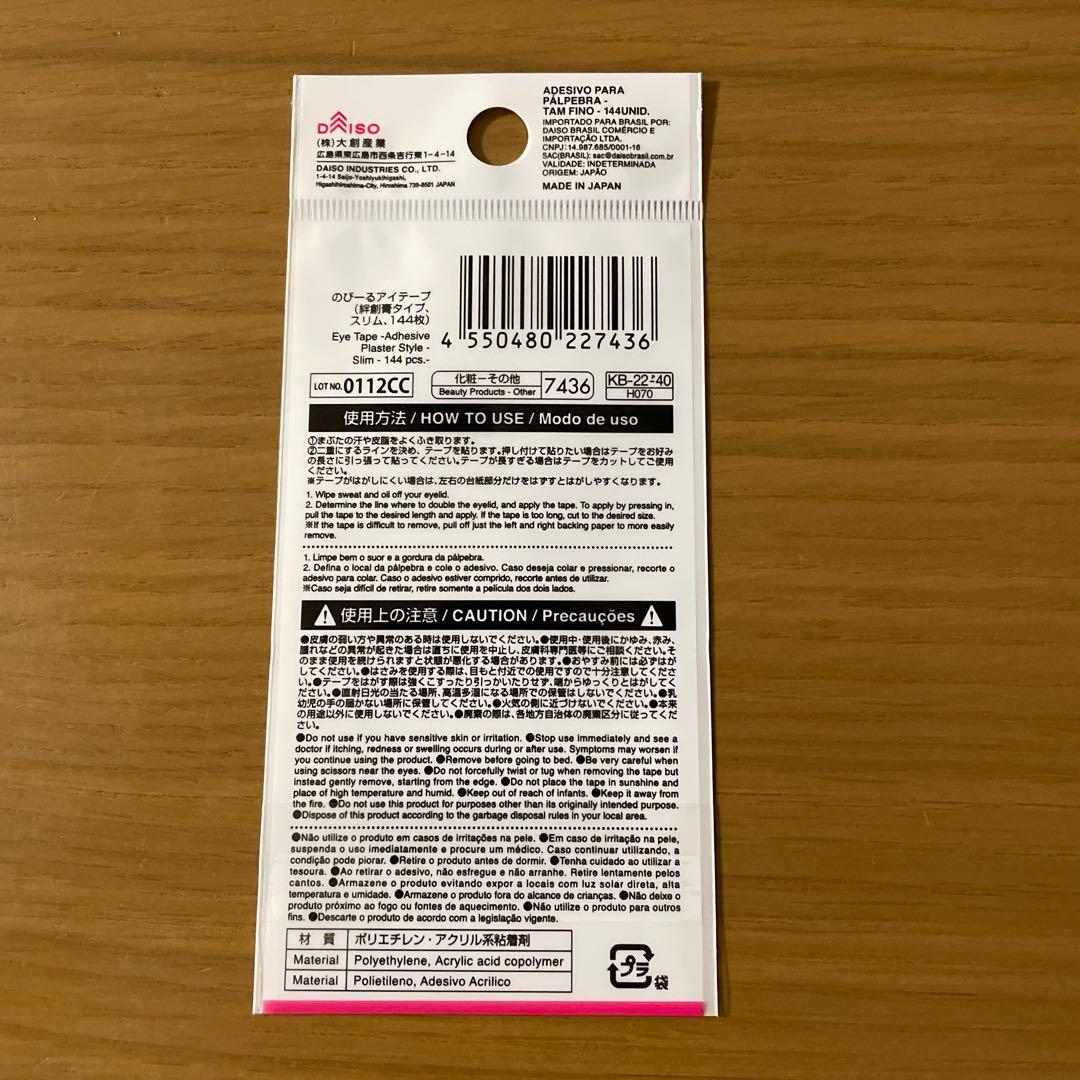 DAISO
(株)大創産業
広島県東広島市西条吉行東1-4-14
DAISO INDUSTRIES CO., LTD.
1-4-14 Saijo-Yoshiyukihigashi,
Higashihiroshima-City, Hiroshima 739-8501 JAPAN
ADESIVO PARA
PÁLPEBRA -
TAM FINO - 144UNID.
IMPORTADO PARA BRASIL POR:
DAISO BRASIL COMÉRCIO E
IMPORTAÇÃO LTDA.
CNPJ:14.987.685/0001-16
SAC(BRASIL): sac@daisobrasil.com.br
VALIDADE: INDETERMINADA
ORIGEM: JAPÃO
MADE IN JAPAN
のびーるアイテープ
(絆創膏タイプ、
スリム、144枚)
Eye Tape -Adhesive
Plaster Style -
Slim - 144 pcs.-
4 550480 227436
LOT NO. 0112CC
化粧ーその他
Beauty Products - Other
7436
KB-22-40
H070
使用方法 / HOW TO USE / Modo de uso
①まぶたの汗や皮脂をよくふき取ります。
②二重にするラインを決め、テープを貼ります。押し付けて貼りたい場合はテープをお好み
の長さに引っ張って貼ってください。テープが長すぎる場合はテープをカットしてご使用
ください。
※テープがはがしにくい場合は、左右の台紙部分だけをはずすとはがしやすくなります。
1. Wipe sweat and oil off your eyelid.
2. Determine the line where to double the eyelid, and apply the tape. To apply by pressing in,
pull the tape to the desired length and apply. If the tape is too long, cut to the desired size.
※If the tape is difficult to remove, pull off just the left and right backing paper to more easily
remove.
1. Limpe bem o suor e a gordura da pálpebra.
2. Defina o local da pálpebra e cole o adesivo. Caso deseja colar e pressionar, recorte o
adesivo para colar. Caso o adesivo estiver comprido, recorte antes de utilizar.
※Caso seja difícil de retirar, retire somente a película dos dois lados.
使用上の注意 / CAUTION / Precauções
●皮膚の弱い方や異常のある時は使用しないでください。●使用中・使用後にかゆみ、赤み、
腫れなどの異常が起きた場合は直ちに使用を中止し、皮膚科専門医等にご相談ください。そ
のまま使用を続けられますと状態が悪化する場合があります。●おやすみ前には必ずはが
してください。●はさみを使用する際は、目もと付近での使用ですので十分注意してくださ
い。●テープをはがす際は強くこすったり引っかいたりせず、端からゆっくりとはがしてく
ださい。●直射日光の当たる場所、高温多湿になる場所での保管はしないでください。●乳
幼児の手の届かない場所に保管してください。●火気の側に近づけないでください。●本来
の用途以外に使用しないでください。●廃棄の際は、各地方自治体の廃棄区分に従ってくだ
さい。
●Do not use if you have sensitive skin or irritation. ●Stop use immediately and see a
doctor if itching, redness or swelling occurs during or after use. Symptoms may worsen if
you continue using the product. ●Remove before going to bed. ●Be very careful when
using scissors near the eyes. ●Do not forcefully twist or tug when removing the tape but
instead gently remove, starting from the edge. ●Do not place the tape in sunshine and
place of high temperature and humid. ●Keep out of reach of infants. ●Keep it away from
the fire. ●Do not use this product for purposes other than its originally intended purpose.
●Dispose of this product according to the garbage disposal rules in your local area.
●Não utilize o produto em casos de irritações na pele. ●Em caso de irritação na pele,
suspenda o uso imediatamente e procure um médico. Caso continuar utilizando, a
condição pode piorar. ●Retire o produto antes de dormir. ●Tenha cuidado ao utilizar a
tesoura. ●Ao retirar o adesivo, não esfregue e não arranhe. Retire lentamente pelos
cantos. ●Armazene o produto evitando expor a locais com luz solar direta, alta
temperatura e umidade. ●Armazene o produto fora do alcance de crianças. ●Não deixe o
produto próximo ao fogo ou fontes de aquecimento. ●Não utilize o produto para outros
fins. ●Descarte o produto de acordo com a legislação vigente.
材 質 ポリエチレン・アクリル系粘着剤
Material Polyethylene, Acrylic acid copolymer
Material Polietileno, Adesivo Acrílico
プラ
袋